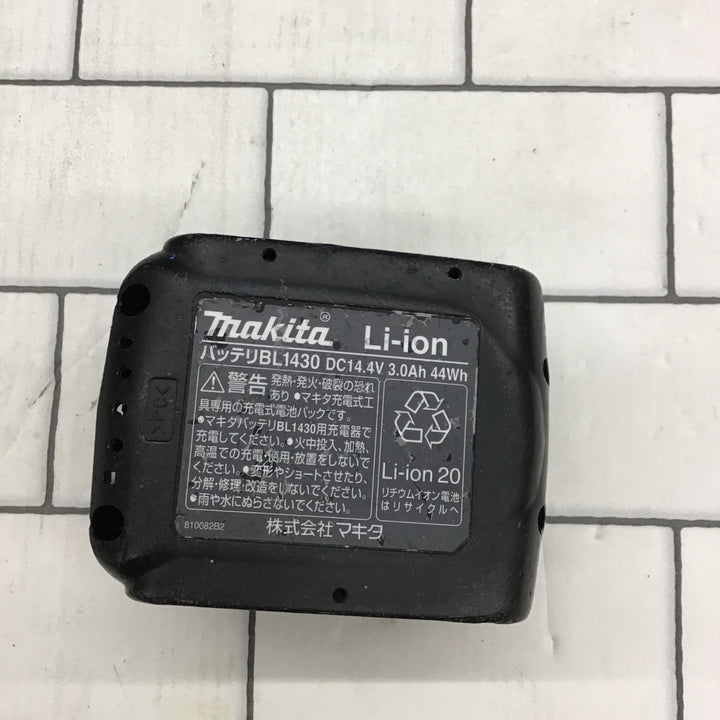 makita® Li-ion
バッテリBL1430 DC14.4V 3.0Ah 44Wh
警告 発熱・発火・破裂の恐れ
あり ●マキタ充電式工
具専用の充電式電池パックです。
●マキタバッテリBL1430用充電器で
充電してください。●火中投入、加熱、
高温での充電・使用・放置をしないで
ください。●変形やショートさせたり、
分解・修理・改造をしないでください。
●雨や水にぬらさないでください。
Li-ion 20
リチウムイオン電池
はリサイクルへ
810082B2
株式会社 マキタ